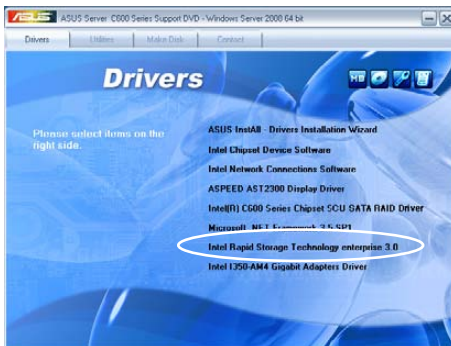 ASUS Server C600 Series Support DVD - Windows Server 2008 64 bit
Drivers
Utilities
Make Disk
Contact
Drivers
Please select items on the
right side.
ASUS InstAll - Drivers Installation Wizard
Intel Chipset Device Software
Intel Network Connections Software
ASPEED AST2300 Display Driver
Intel(R) C600 Series Chipset SCU SATA RAID Driver
Microsoft .NET Framework 3.5 SP1
Intel Rapid Storage Technology enterprise 3.0
Intel I350-AM4 Gigabit Adapters Driver